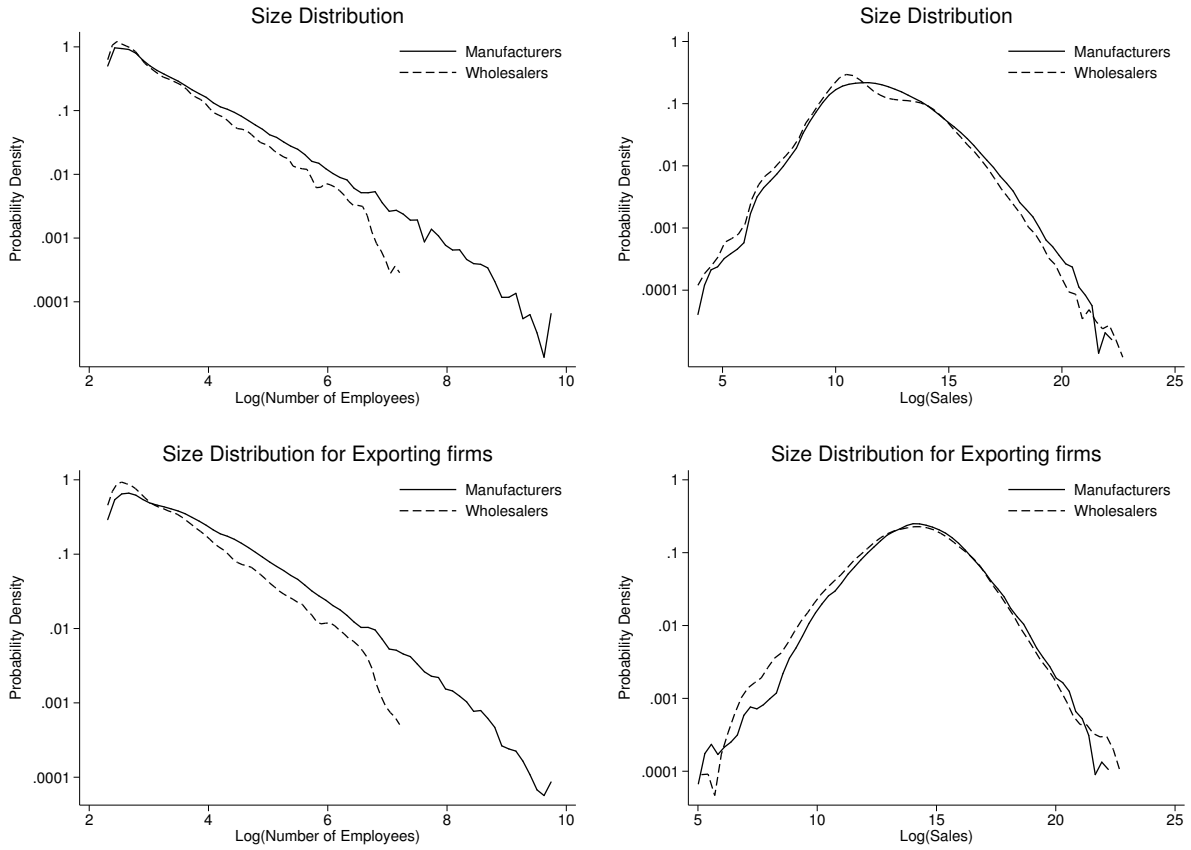 Size Distribution
Manufacturers
Wholesalers
Probability Density
1
.1
.01
.001
.0001
2
4
6
8
10
Log(Number of Employees)
Size Distribution
Manufacturers
Wholesalers
Probability Density
1
.1
.01
.001
.0001
5
10
15
20
25
Log(Sales)
Size Distribution for Exporting firms
Manufacturers
Wholesalers
Probability Density
1
.1
.01
.001
.0001
2
4
6
8
10
Log(Number of Employees)
Size Distribution for Exporting firms
Manufacturers
Wholesalers
Probability Density
1
.1
.01
.001
.0001
5
10
15
20
25
Log(Sales)